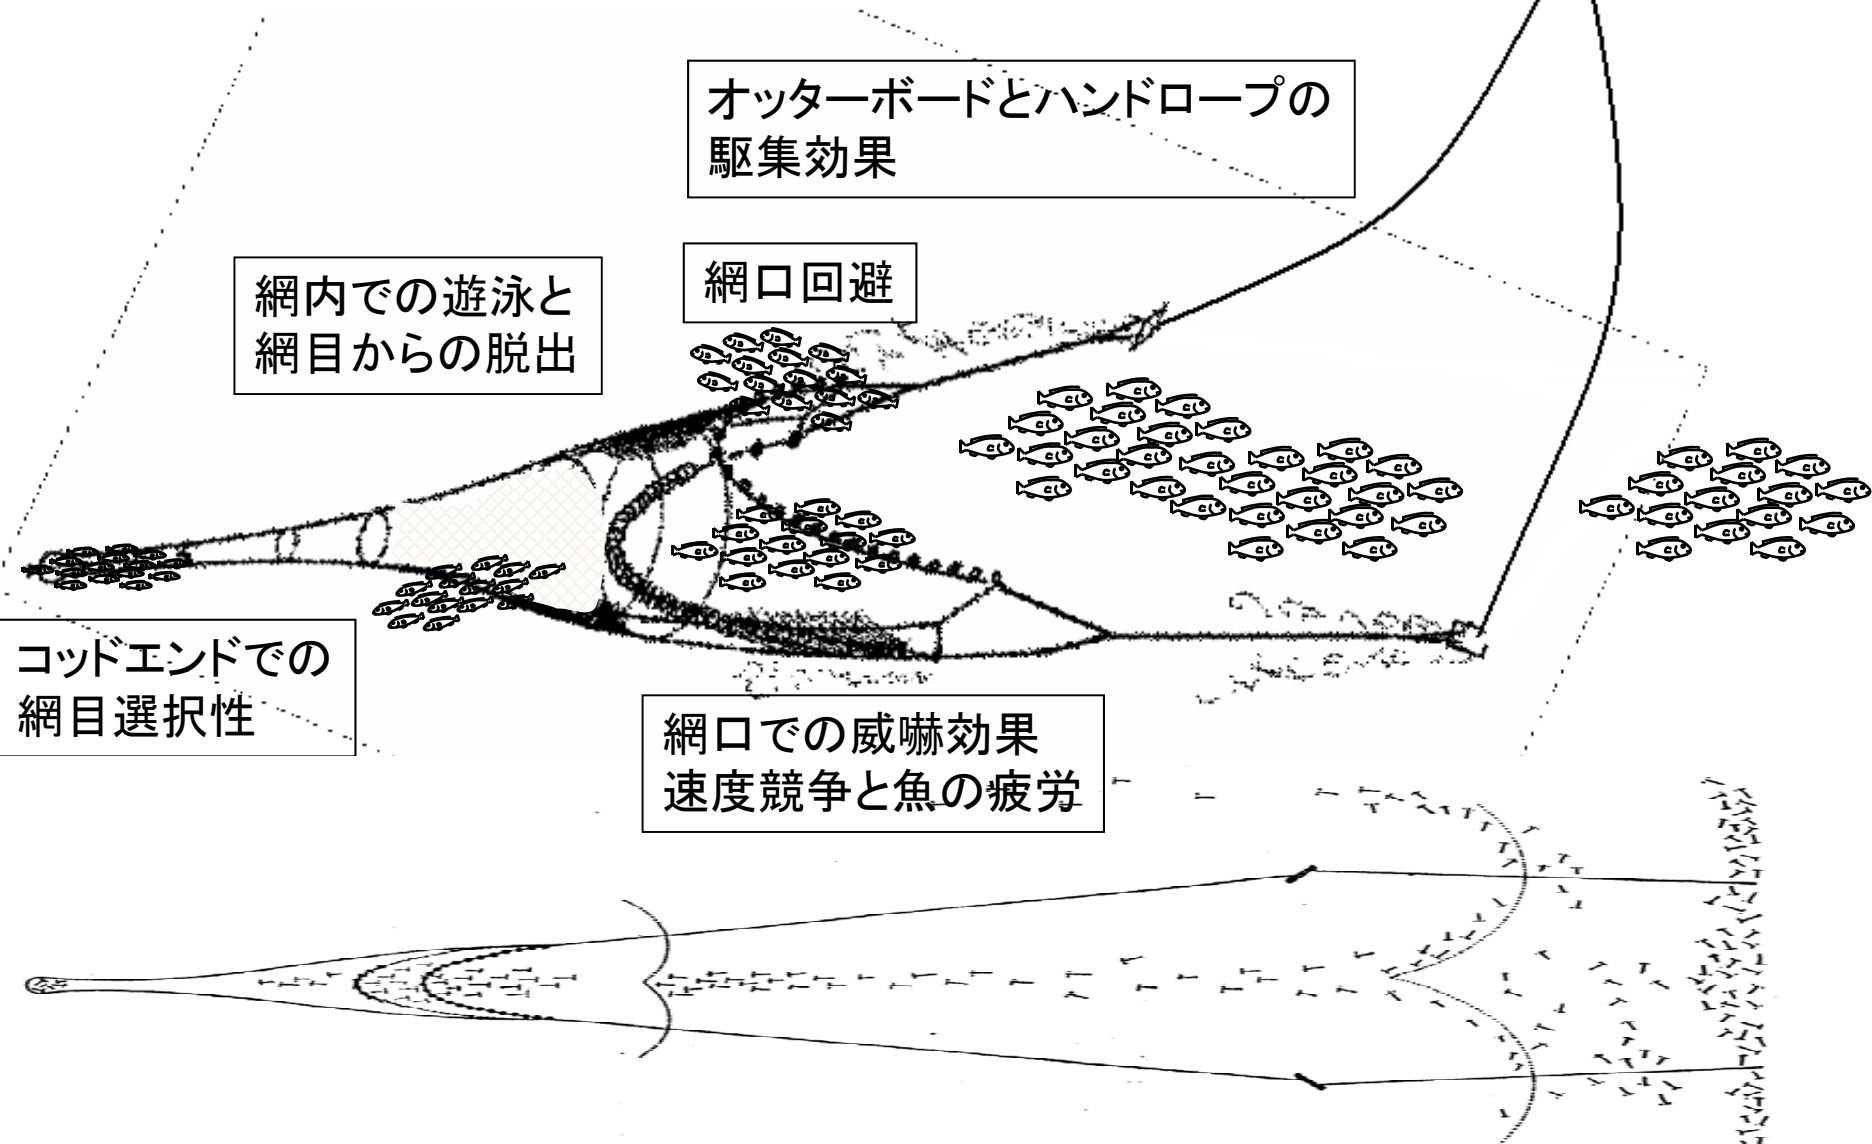 オッターボードとハンドロープの
駆集効果
網口回避
網内での遊泳と
網目からの脱出
コッドエンドでの
網目選択性
網口での威嚇効果
速度競争と魚の疲労